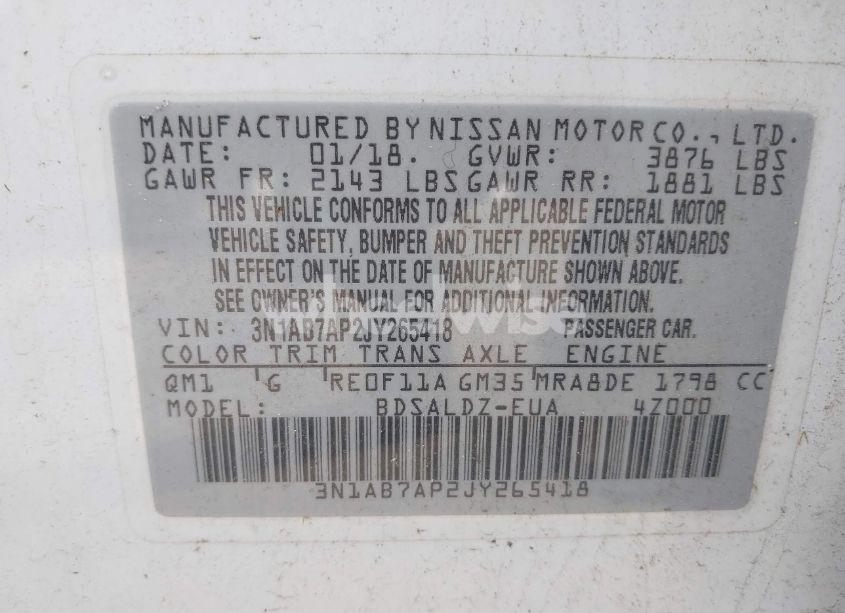 MANUFACTURED BY NISSAN MOTOR CO., LTD.
DATE: 01/18. GVWR: 3876 LBS
GAWR FR: 2143 LBS GAWR RR: 1881 LBS
THIS VEHICLE CONFORMS TO ALL APPLICABLE FEDERAL MOTOR
VEHICLE SAFETY, BUMPER AND THEFT PREVENTION STANDARDS
IN EFFECT ON THE DATE OF MANUFACTURE SHOWN ABOVE.
SEE OWNER'S MANUAL FOR ADDITIONAL INFORMATION.
VIN: 3N1AB7AP2JY265418 PASSENGER CAR.
COLOR TRIM TRANS AXLE ENGINE
QM1 G RE0F11A GM35 MRA8DE 1798 CC
MODEL: BDSALDZ-EUA 4Z000
3N1AB7AP2JY265418